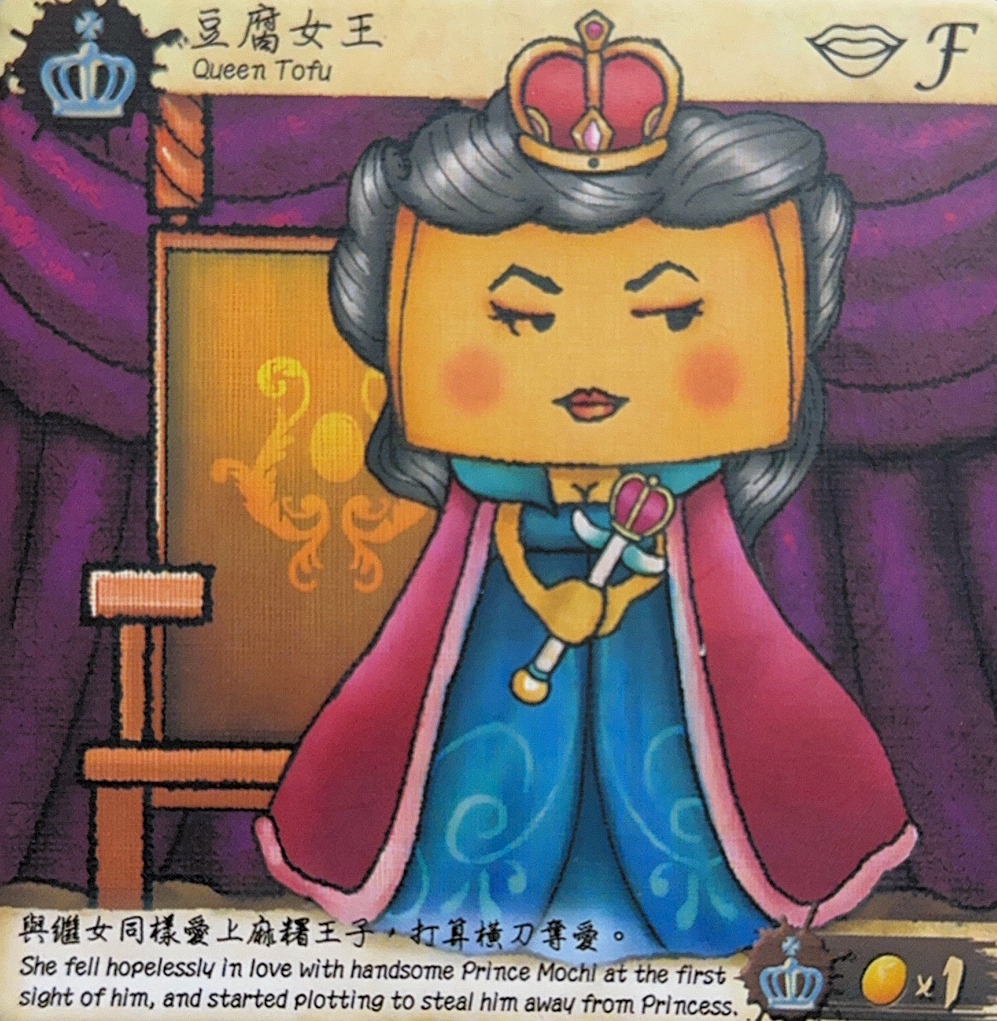 豆腐女王
Queen Tofu
F
與繼女同樣愛上麻糬王子，打算橫刀奪愛。
She fell hopelessly in love with handsome Prince Mochi at the first
sight of him, and started plotting to steal him away from Princess.
x1